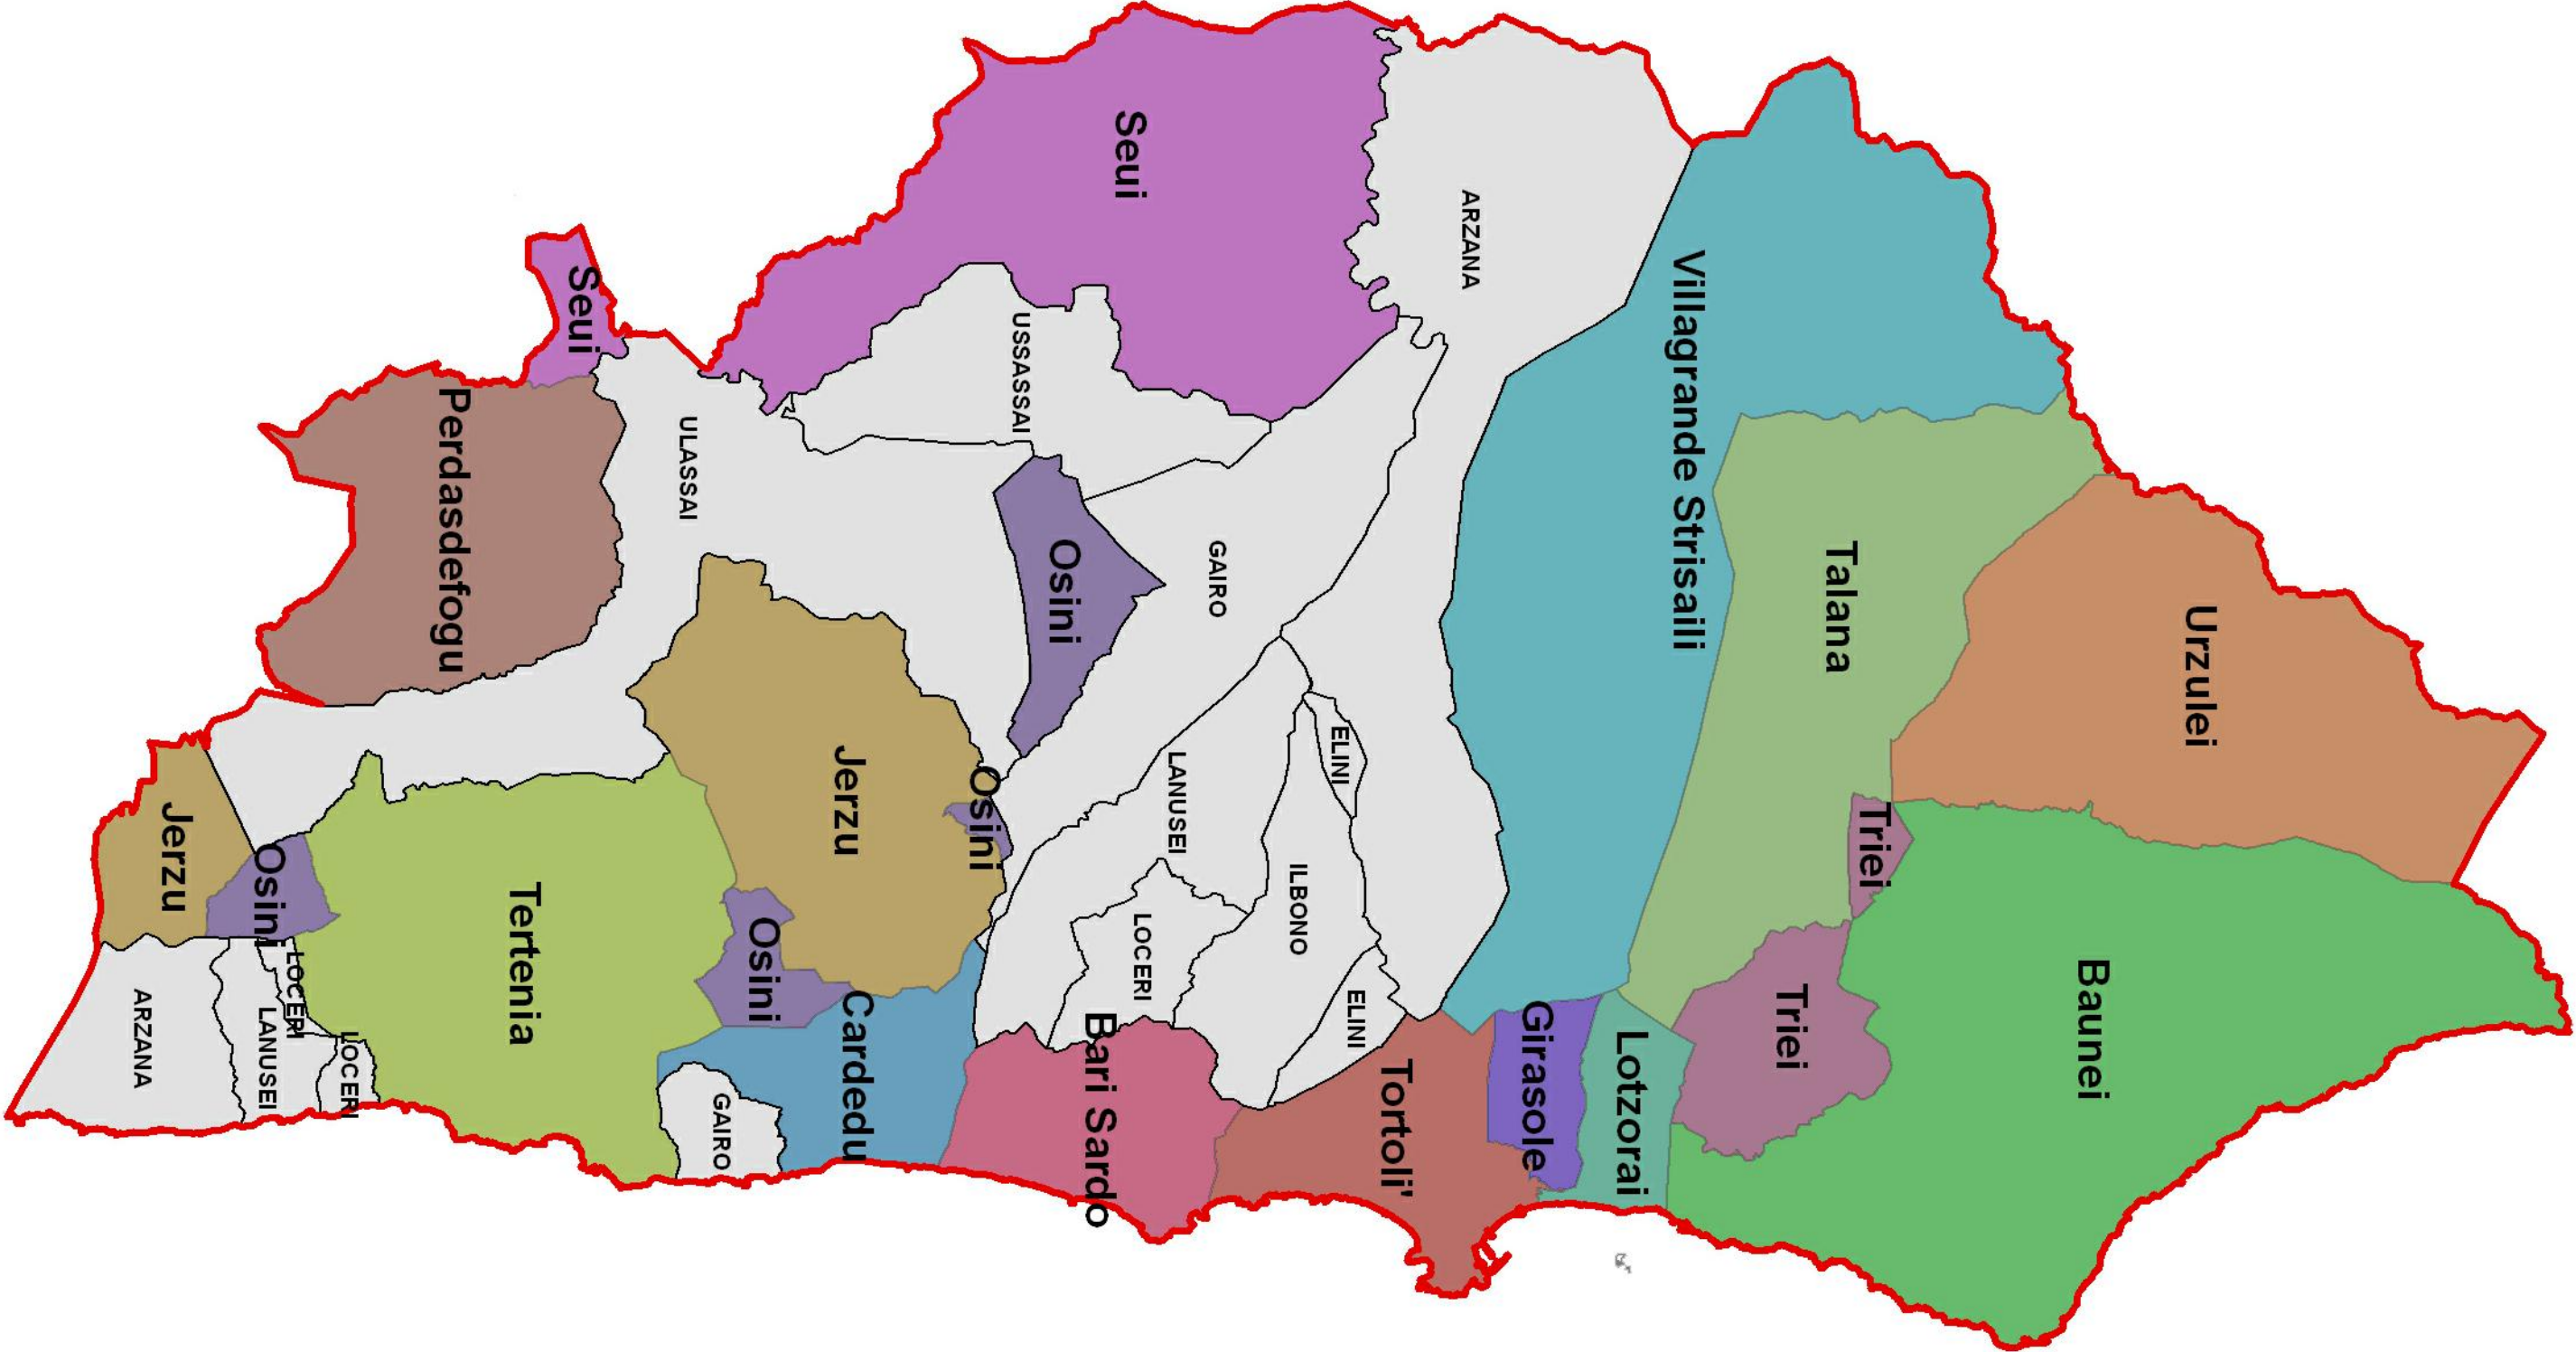 Urzulei
Baunei
Triei
Talana
Triei
Villagrande Strisaili
Lotzorai
Girasole
ARZANA
Tortoli'
ELINI
ELINI
ILBONO
GAIRO
LANUSEI
LOCERI
Seui
Bari Sardo
Osini
USSASSAI
Osini
Cardedu
Jerzu
Osini
GAIRO
ULASSAI
Seui
Tertenia
Perdasdefogu
LOCERI
LOCERI
Osini
LANUSEI
Jerzu
ARZANA